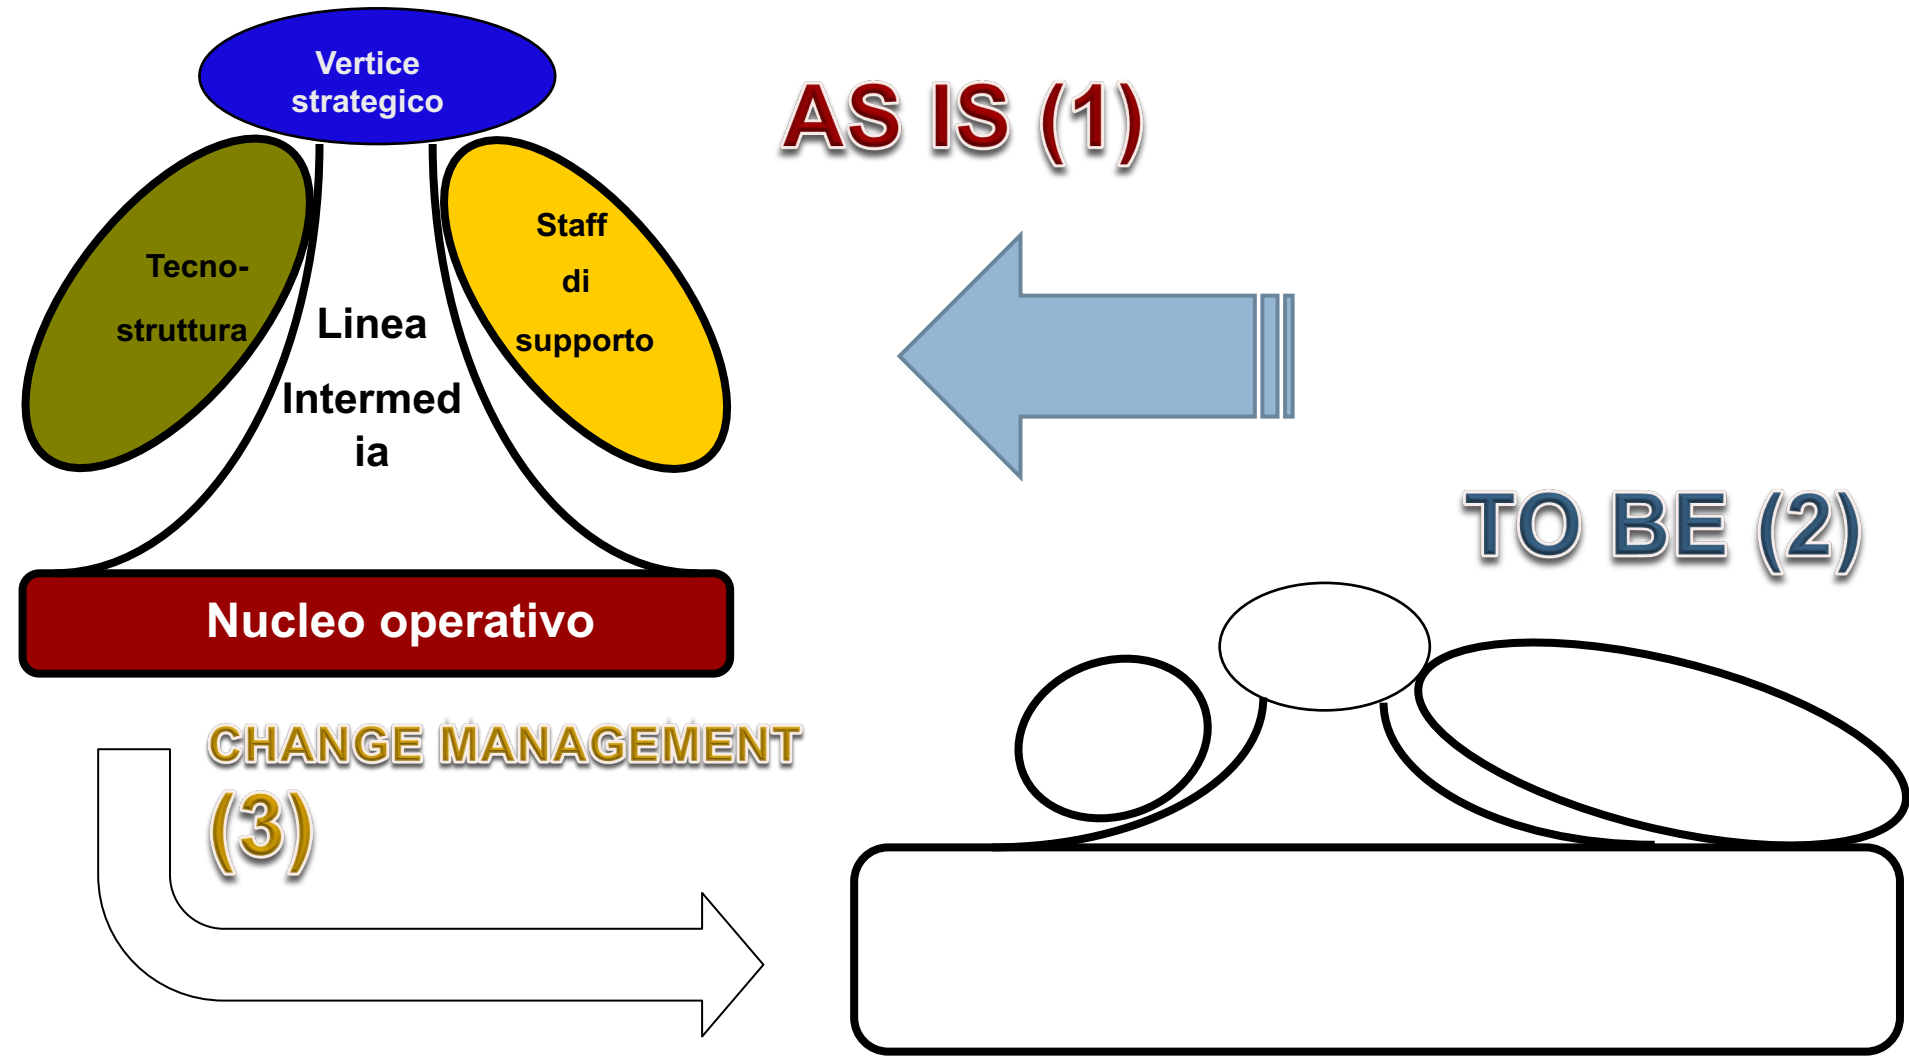 Vertice
strategico
AS IS (1)
Tecno-
struttura
Staff
di
supporto
Linea
Intermed
ia
TO BE (2)
Nucleo operativo
CHANGE MANAGEMENT
(3)